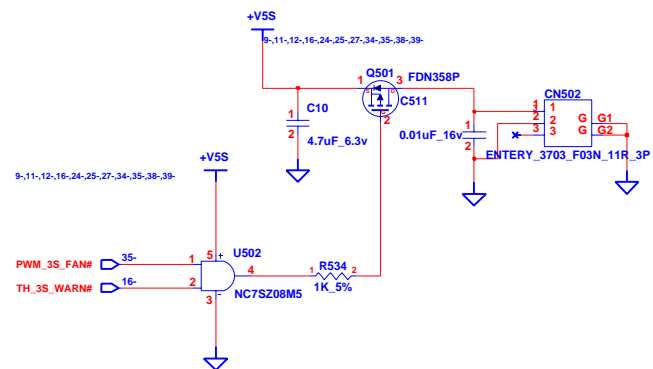 +V5S
9-,11-,12-,16-,24-,25-,27-,34-,35-,38-,39-
Q501
1 3 FDN358P
S D
G
C511
2
C10
1
2
4.7uF_6.3v
1
2
0.01uF_16v
CN502
1 1
2 2
3 3
G G1
G G2
ENTERY_3703_F03N_11R_3P
+V5S
9-,11-,12-,16-,24-,25-,27-,34-,35-,38-,39-
U502
5 +
PWM_3S_FAN# 35- 1
4
TH_3S_WARN# 16- 2
3 -
NC7SZ08M5
R534
1 2
1K_5%